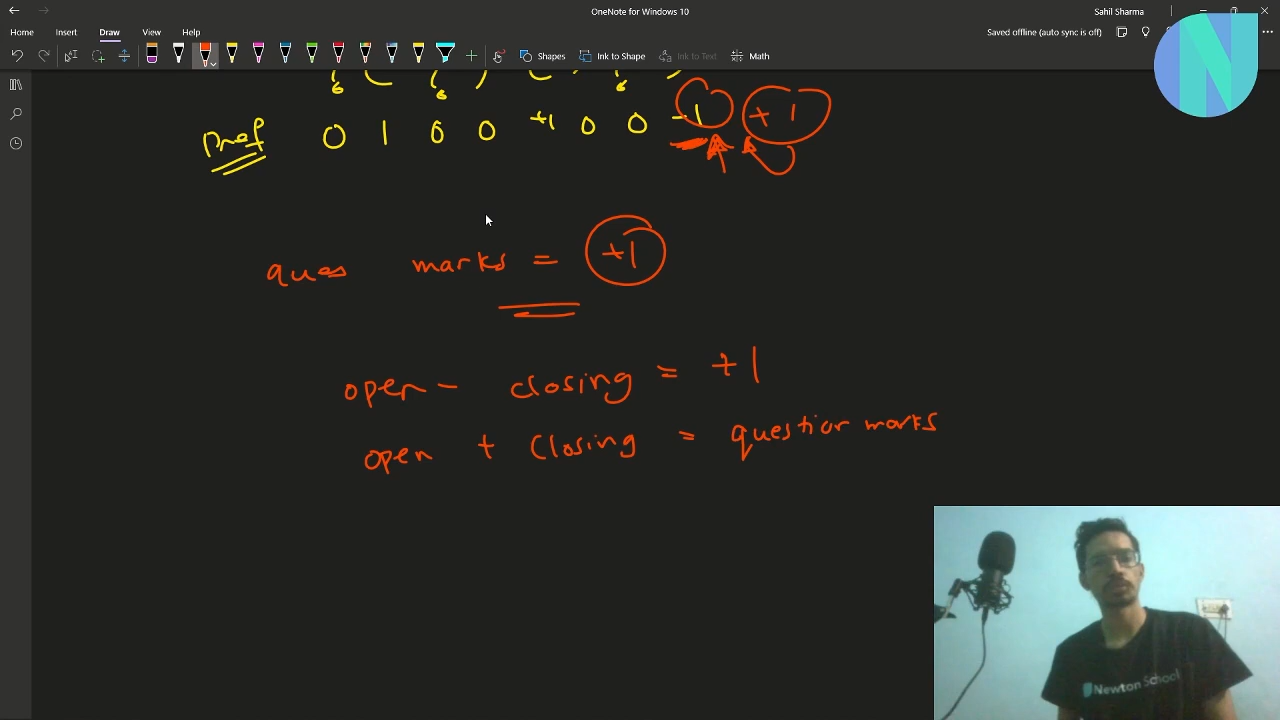 OneNote for Windows 10
Sahil Sharma
Home Insert Draw View Help
Saved offline (auto sync is off)
Shapes Ink to Shape Ink to Text Math
Pref 0 1 0 0 +1 0 0 -1 +1
ques marks = +1
open - closing = +1
open + closing = question marks
Newton School